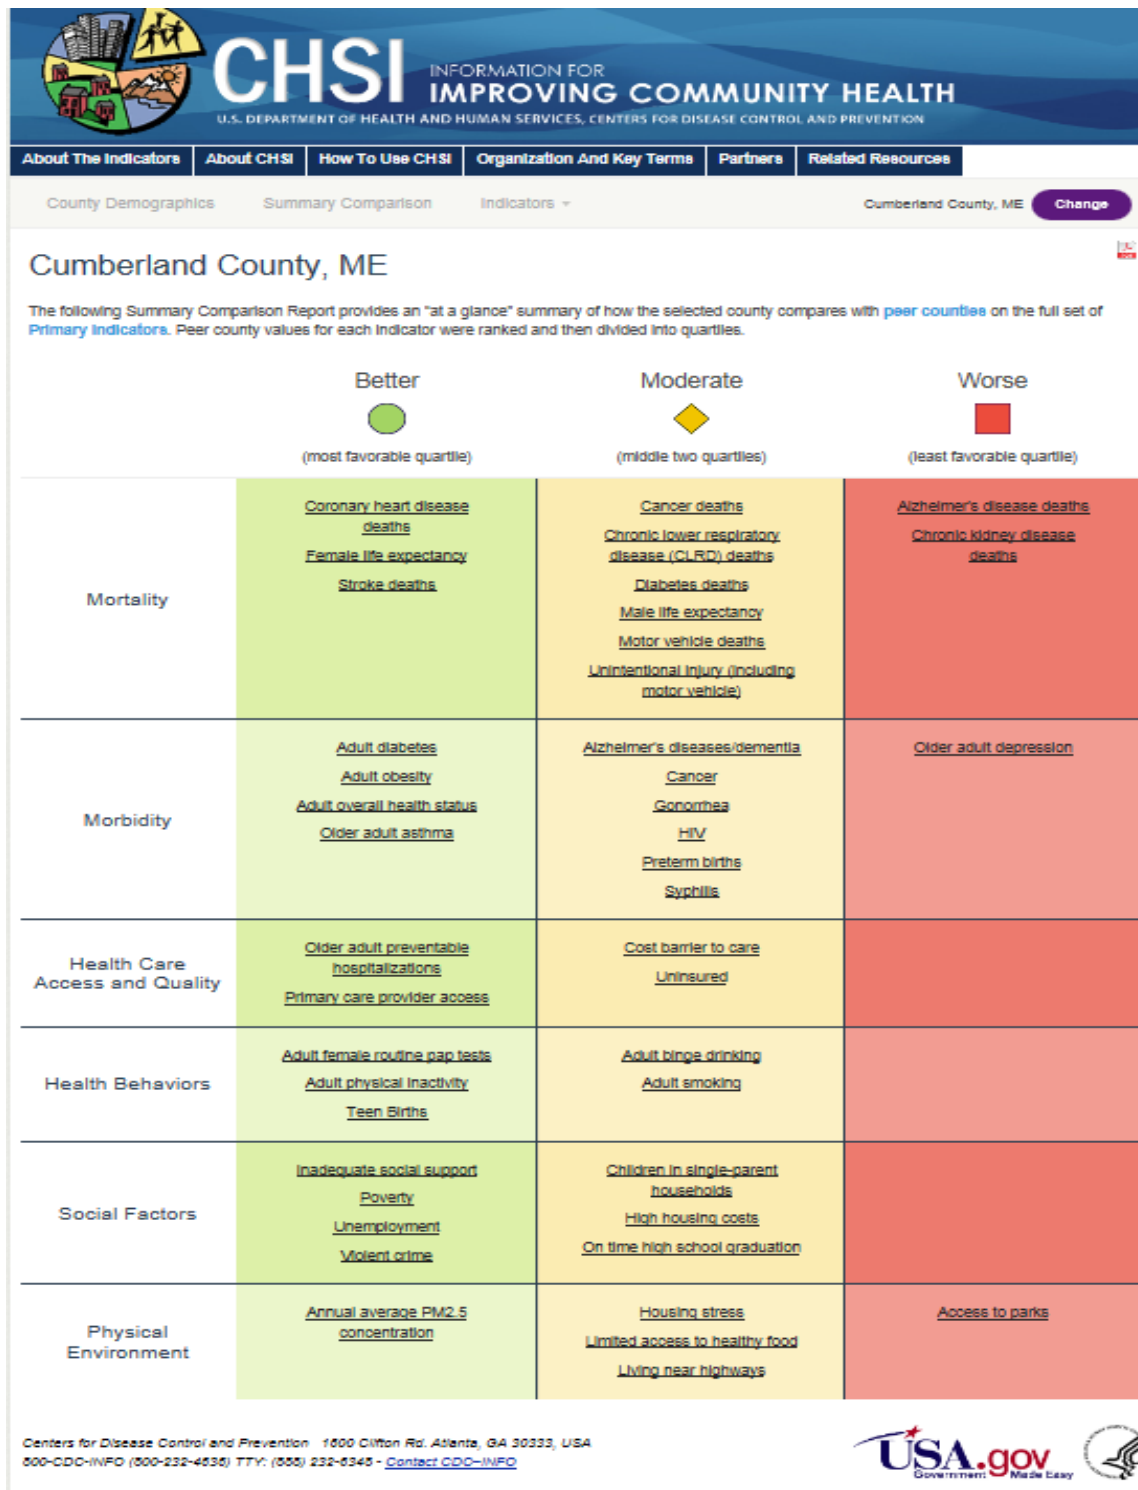 CHSI INFORMATION FOR
IMPROVING COMMUNITY HEALTH
U.S. DEPARTMENT OF HEALTH AND HUMAN SERVICES, CENTERS FOR DISEASE CONTROL AND PREVENTION
About The Indicators About CHSI How To Use CHSI Organization And Key Terms Partners Related Resources
County Demographics Summary Comparison Indicators Cumberland County, ME Change
Cumberland County, ME
The following Summary Comparison Report provides an "at a glance" summary of how the selected county compares with peer counties on the full set of
Primary Indicators. Peer county values for each indicator were ranked and then divided into quartiles.
Better Moderate Worse
(most favorable quartile) (middle two quartiles) (least favorable quartile)
Mortality
Coronary heart disease
deaths
Female life expectancy
Stroke deaths
Cancer deaths
Chronic lower respiratory
disease (CLRD) deaths
Diabetes deaths
Male life expectancy
Motor vehicle deaths
Unintentional injury (including
motor vehicle)
Alzheimer's disease deaths
Chronic kidney disease
deaths
Morbidity
Adult diabetes
Adult obesity
Adult overall health status
Older adult asthma
Alzheimer's diseases/dementia
Cancer
Gonorrhea
HIV
Preterm births
Syphilis
Older adult depression
Health Care
Access and Quality
Older adult preventable
hospitalizations
Primary care provider access
Cost barrier to care
Uninsured
Health Behaviors
Adult female routine pap tests
Adult physical inactivity
Teen Births
Adult binge drinking
Adult smoking
Social Factors
Inadequate social support
Poverty
Unemployment
Violent crime
Children in single-parent
households
High housing costs
On time high school graduation
Physical
Environment
Annual average PM2.5
concentration
Housing stress
Limited access to healthy food
Living near highways
Access to parks
Centers for Disease Control and Prevention 1600 Clifton Rd. Atlanta, GA 30333, USA
800-CDC-INFO (800-232-4636) TTY: (888) 232-6348 - Contact CDC–INFO
USA.gov
Government Made Easy